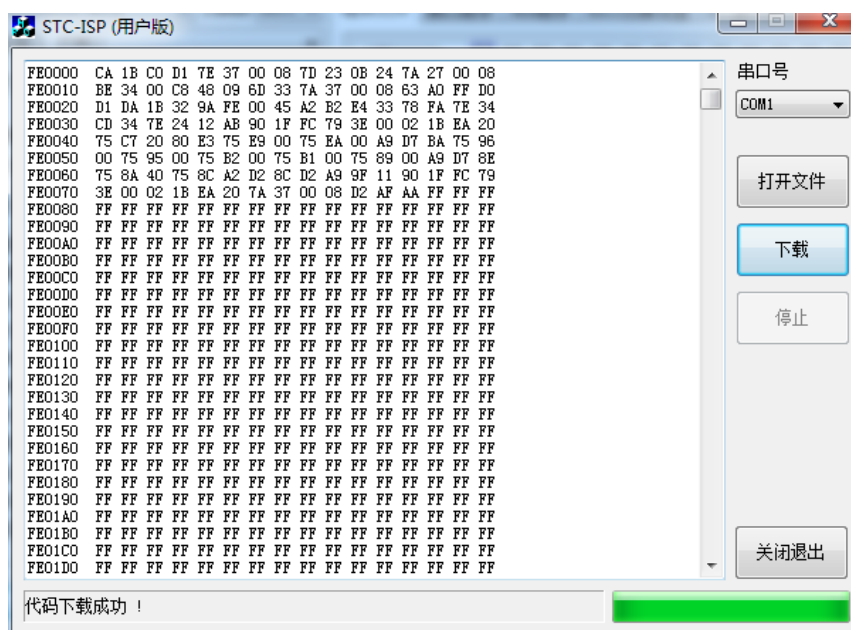 STC-ISP (用户版)
FE0000 CA 1B C0 D1 7E 37 00 08 7D 23 0B 24 7A 27 00 08
FE0010 BE 34 00 C8 48 09 6D 33 7A 37 00 08 63 A0 FF D0
FE0020 D1 DA 1B 32 9A FE 00 45 A2 B2 E4 33 78 FA 7E 34
FE0030 CD 34 7E 24 12 AB 90 1F FC 79 3E 00 02 1B EA 20
FE0040 75 C7 20 80 E3 75 E9 00 75 EA 00 A9 D7 BA 75 96
FE0050 00 75 95 00 75 B2 00 75 B1 00 75 89 00 A9 D7 8E
FE0060 75 8A 40 75 8C A2 D2 8C D2 A9 9F 11 90 1F FC 79
FE0070 3E 00 02 1B EA 20 7A 37 00 08 D2 AF AA FF FF FF
FE0080 FF FF FF FF FF FF FF FF FF FF FF FF FF FF FF FF
FE0090 FF FF FF FF FF FF FF FF FF FF FF FF FF FF FF FF
FE00A0 FF FF FF FF FF FF FF FF FF FF FF FF FF FF FF FF
FE00B0 FF FF FF FF FF FF FF FF FF FF FF FF FF FF FF FF
FE00C0 FF FF FF FF FF FF FF FF FF FF FF FF FF FF FF FF
FE00D0 FF FF FF FF FF FF FF FF FF FF FF FF FF FF FF FF
FE00E0 FF FF FF FF FF FF FF FF FF FF FF FF FF FF FF FF
FE00F0 FF FF FF FF FF FF FF FF FF FF FF FF FF FF FF FF
FE0100 FF FF FF FF FF FF FF FF FF FF FF FF FF FF FF FF
FE0110 FF FF FF FF FF FF FF FF FF FF FF FF FF FF FF FF
FE0120 FF FF FF FF FF FF FF FF FF FF FF FF FF FF FF FF
FE0130 FF FF FF FF FF FF FF FF FF FF FF FF FF FF FF FF
FE0140 FF FF FF FF FF FF FF FF FF FF FF FF FF FF FF FF
FE0150 FF FF FF FF FF FF FF FF FF FF FF FF FF FF FF FF
FE0160 FF FF FF FF FF FF FF FF FF FF FF FF FF FF FF FF
FE0170 FF FF FF FF FF FF FF FF FF FF FF FF FF FF FF FF
FE0180 FF FF FF FF FF FF FF FF FF FF FF FF FF FF FF FF
FE0190 FF FF FF FF FF FF FF FF FF FF FF FF FF FF FF FF
FE01A0 FF FF FF FF FF FF FF FF FF FF FF FF FF FF FF FF
FE01B0 FF FF FF FF FF FF FF FF FF FF FF FF FF FF FF FF
FE01C0 FF FF FF FF FF FF FF FF FF FF FF FF FF FF FF FF
FE01D0 FF FF FF FF FF FF FF FF FF FF FF FF FF FF FF FF
串口号
COM1
打开文件
下载
停止
关闭退出
代码下载成功 !